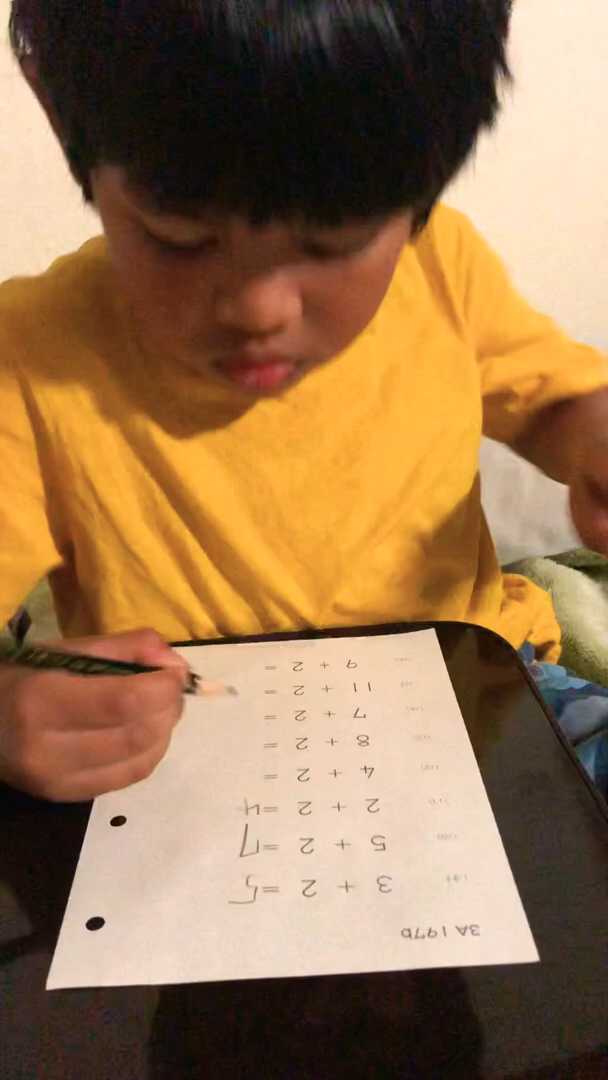 3A 197b
3 + 2 = 5
5 + 2 = 7
2 + 2 = 4
4 + 2 =
8 + 2 =
7 + 2 =
11 + 2 =
9 + 2 =